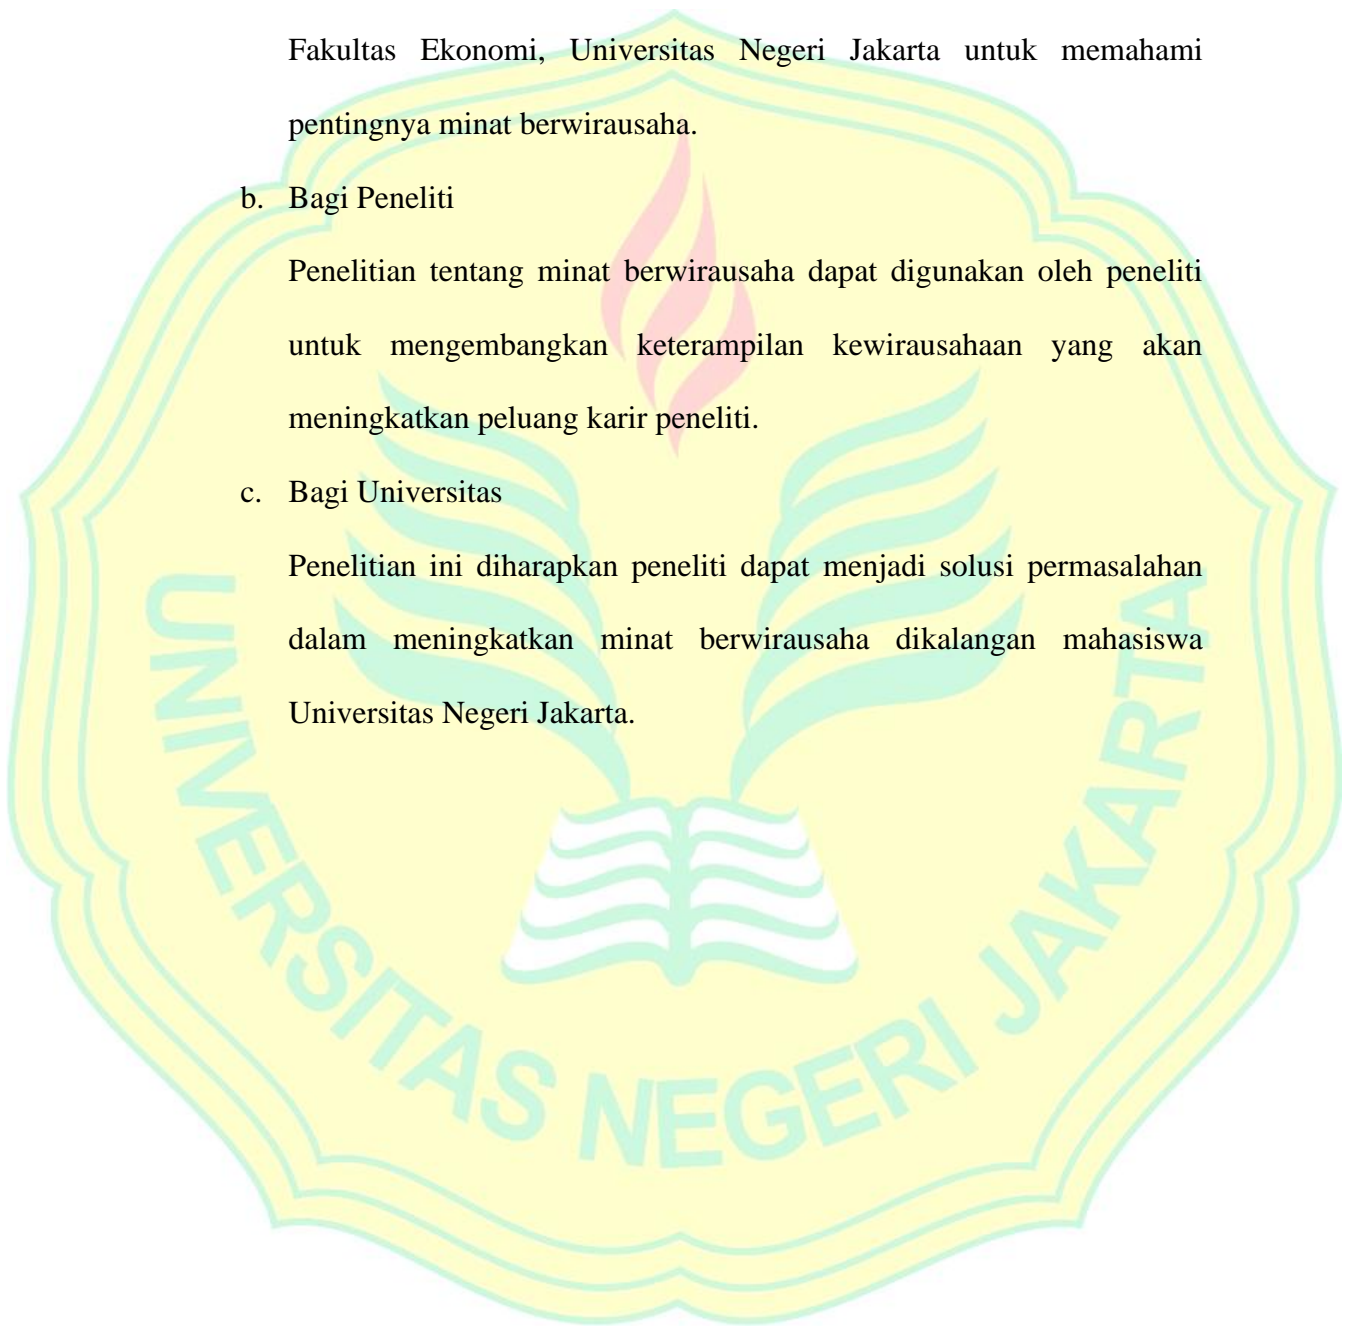 Fakultas Ekonomi, Universitas Negeri Jakarta untuk memahami
pentingnya minat berwirausaha.
b. Bagi Peneliti
Penelitian tentang minat berwirausaha dapat digunakan oleh peneliti
untuk mengembangkan keterampilan kewirausahaan yang akan
meningkatkan peluang karir peneliti.
c. Bagi Universitas
Penelitian ini diharapkan peneliti dapat menjadi solusi permasalahan
dalam meningkatkan minat berwirausaha dikalangan mahasiswa
Universitas Negeri Jakarta.
UNIVERSITAS NEGERI JAKARTA